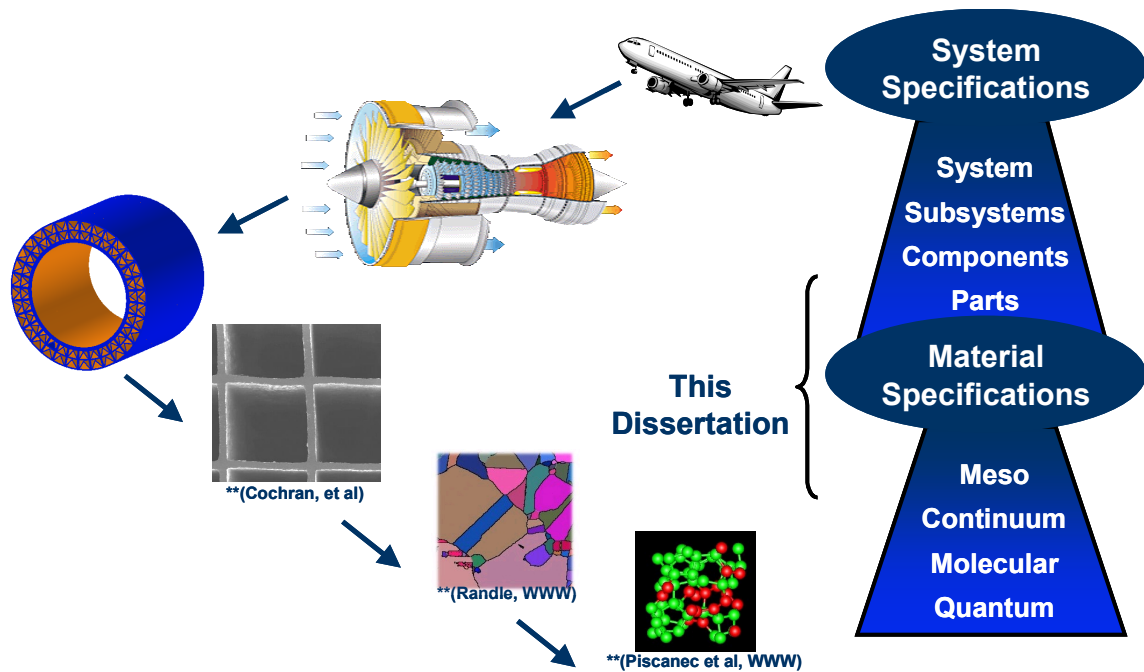 System
Specifications
System
Subsystems
Components
Parts
Material
Specifications
This
Dissertation
Meso
Continuum
Molecular
Quantum
**(Cochran, et al)
**(Randle, WWW)
**(Piscanec et al, WWW)